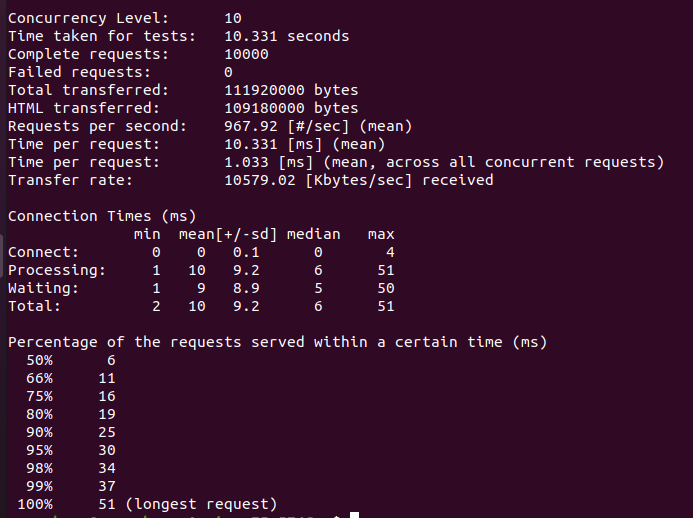 Concurrency Level:      10
Time taken for tests:   10.331 seconds
Complete requests:      10000
Failed requests:        0
Total transferred:      111920000 bytes
HTML transferred:       109180000 bytes
Requests per second:    967.92 [#/sec] (mean)
Time per request:       10.331 [ms] (mean)
Time per request:       1.033 [ms] (mean, across all concurrent requests)
Transfer rate:          10579.02 [Kbytes/sec] received
Connection Times (ms)
              min  mean[+/-sd] median   max
Connect:        0    0   0.1      0       4
Processing:     1   10   9.2      6      51
Waiting:        1    9   8.9      5      50
Total:          2   10   9.2      6      51
Percentage of the requests served within a certain time (ms)
  50%      6
  66%     11
  75%     16
  80%     19
  90%     25
  95%     30
  98%     34
  99%     37
 100%     51 (longest request)